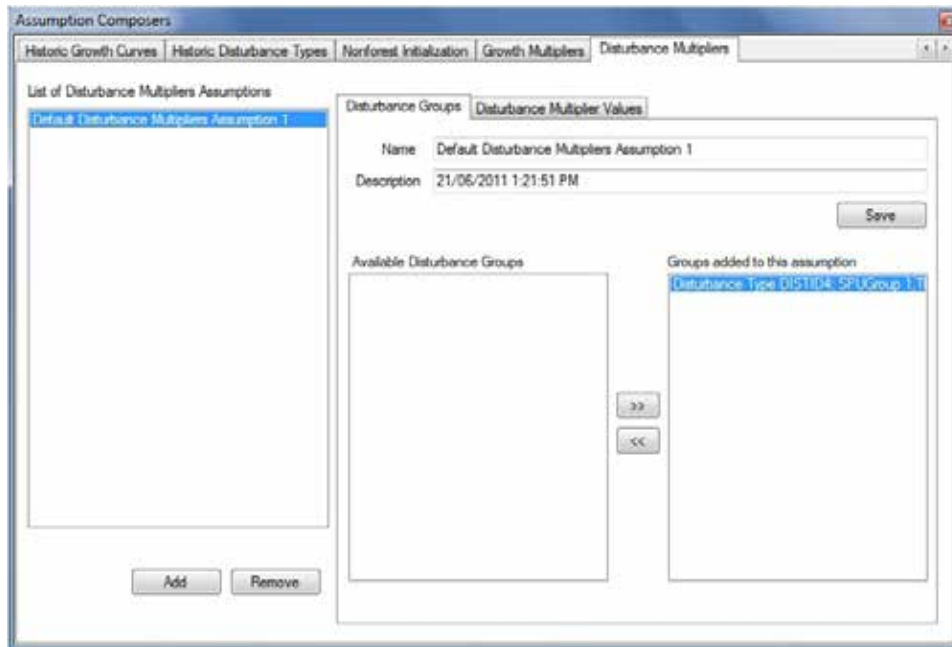 Assumption Composers
Historic Growth Curves Historic Disturbance Types Nonforest Initialization Growth Multipliers Disturbance Multipliers
List of Disturbance Multipliers Assumptions
Default Disturbance Multipliers Assumption 1
Disturbance Groups Disturbance Multiplier Values
Name Default Disturbance Multipliers Assumption 1
Description 21/06/2011 1:21:51 PM
Save
Available Disturbance Groups
Groups added to this assumption
Disturbance Type DISTID4: SPUGroup 1:T
>>
<<
Add Remove